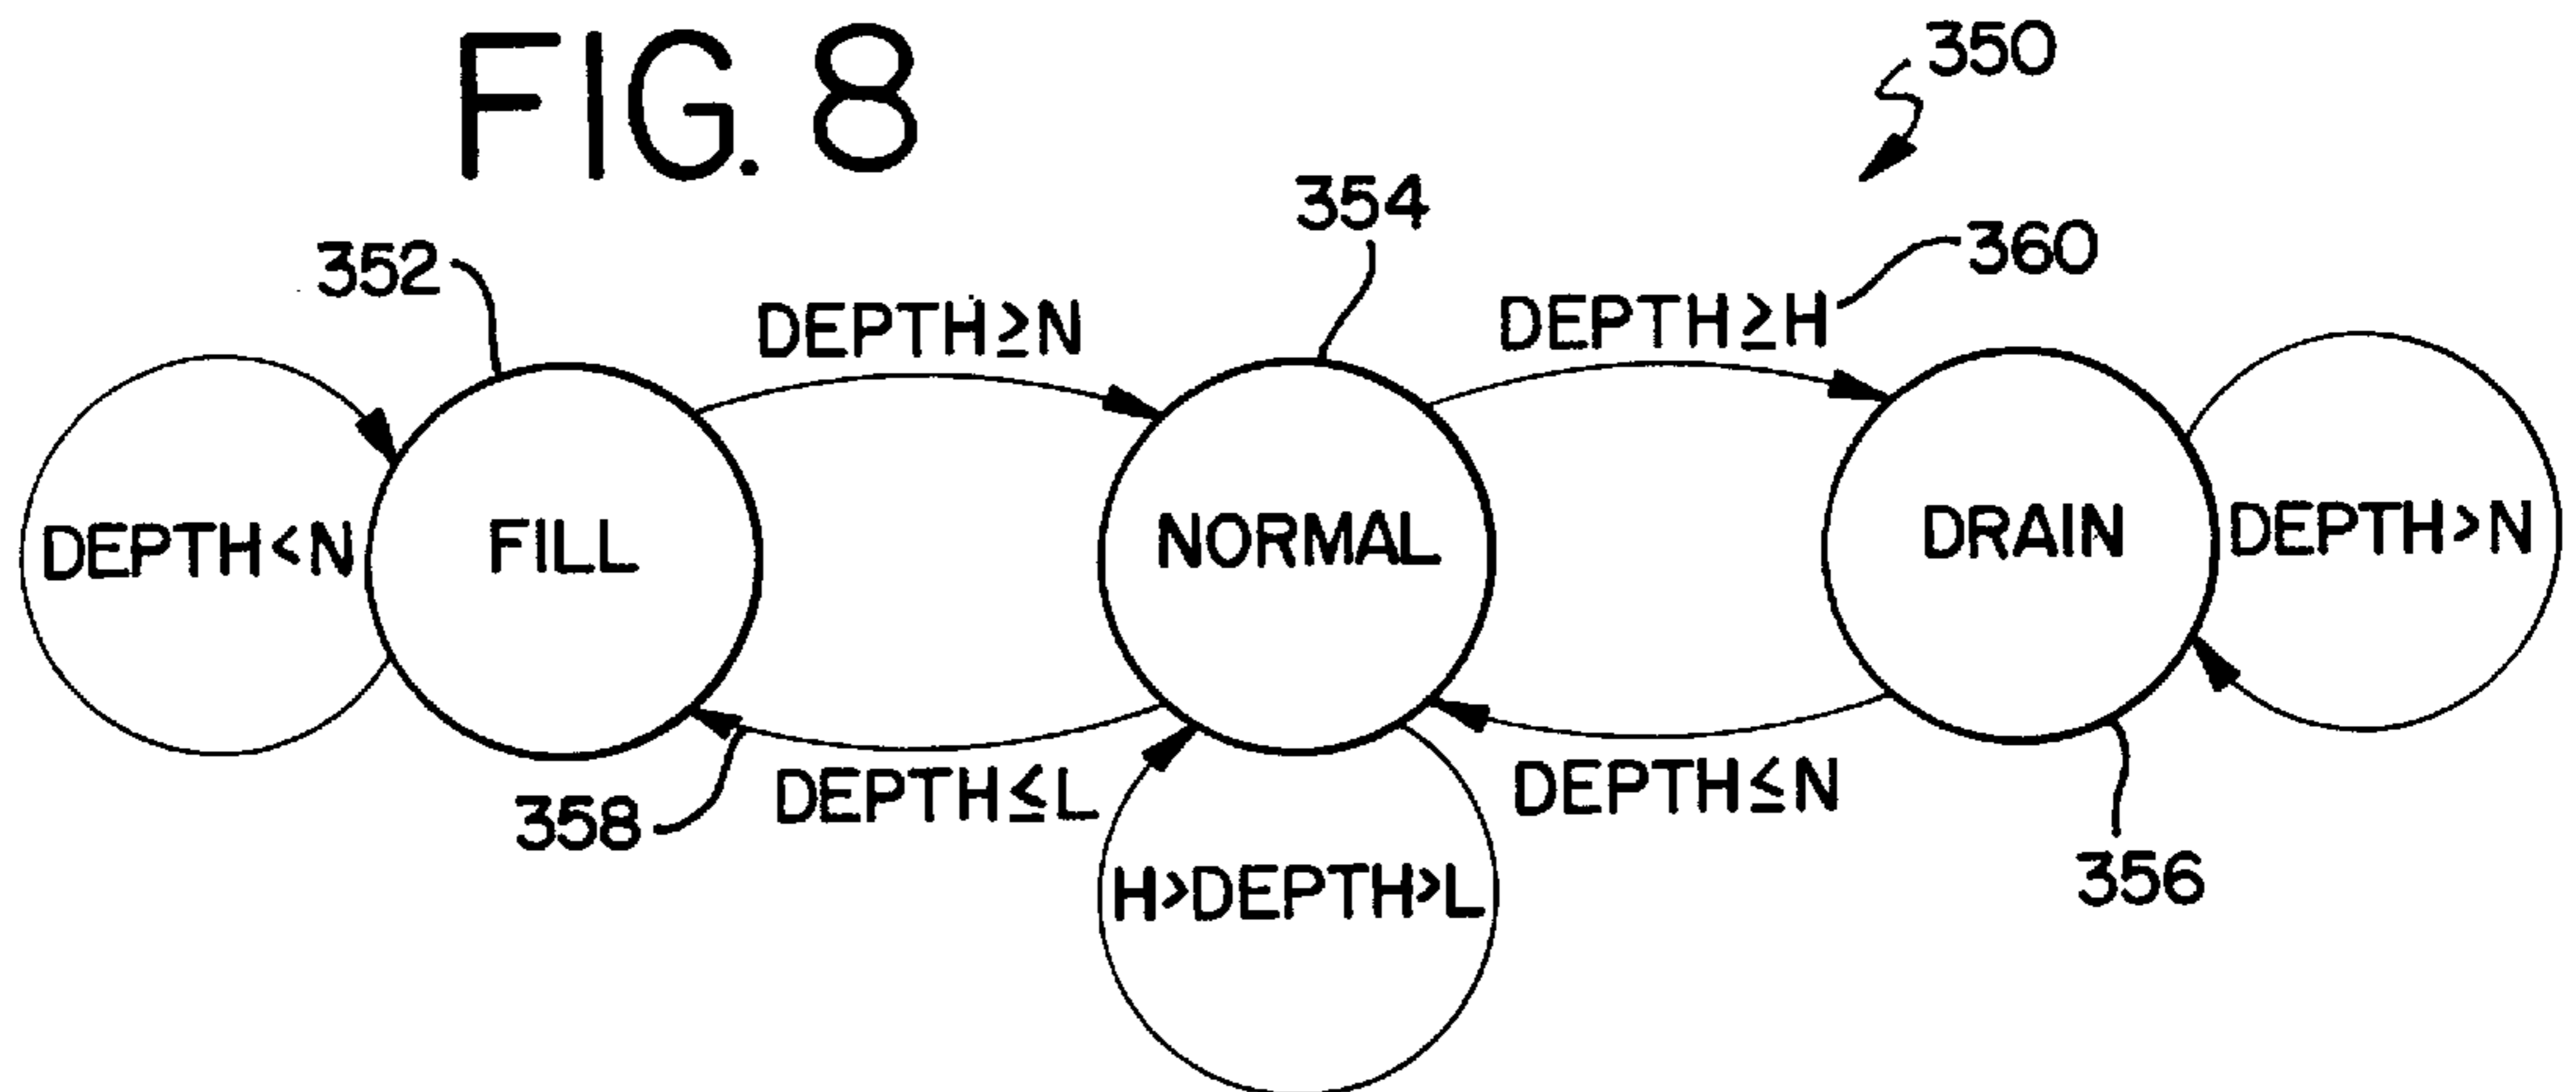 FIG. 8
350
354
360
352
DEPTH≥N
DEPTH≥H
DEPTH<N
FILL
NORMAL
DRAIN
DEPTH>N
358
DEPTH≤L
DEPTH≤N
H>DEPTH>L
356